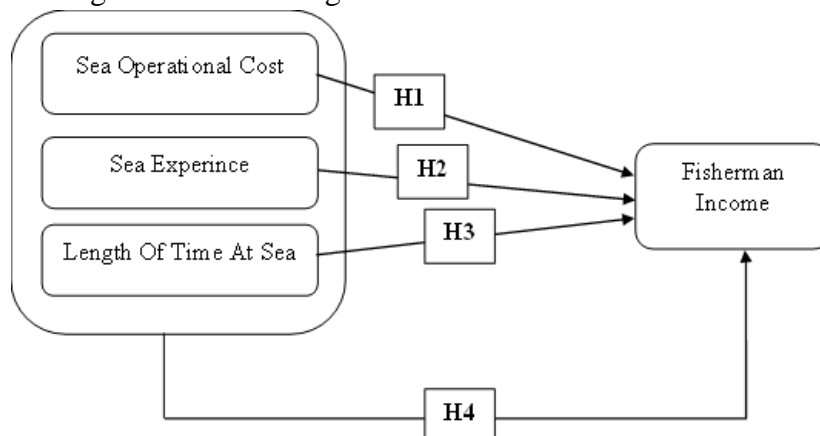 Sea Operational Cost
H1
Sea Experince
H2
Fisherman
Income
Length Of Time At Sea
H3
H4